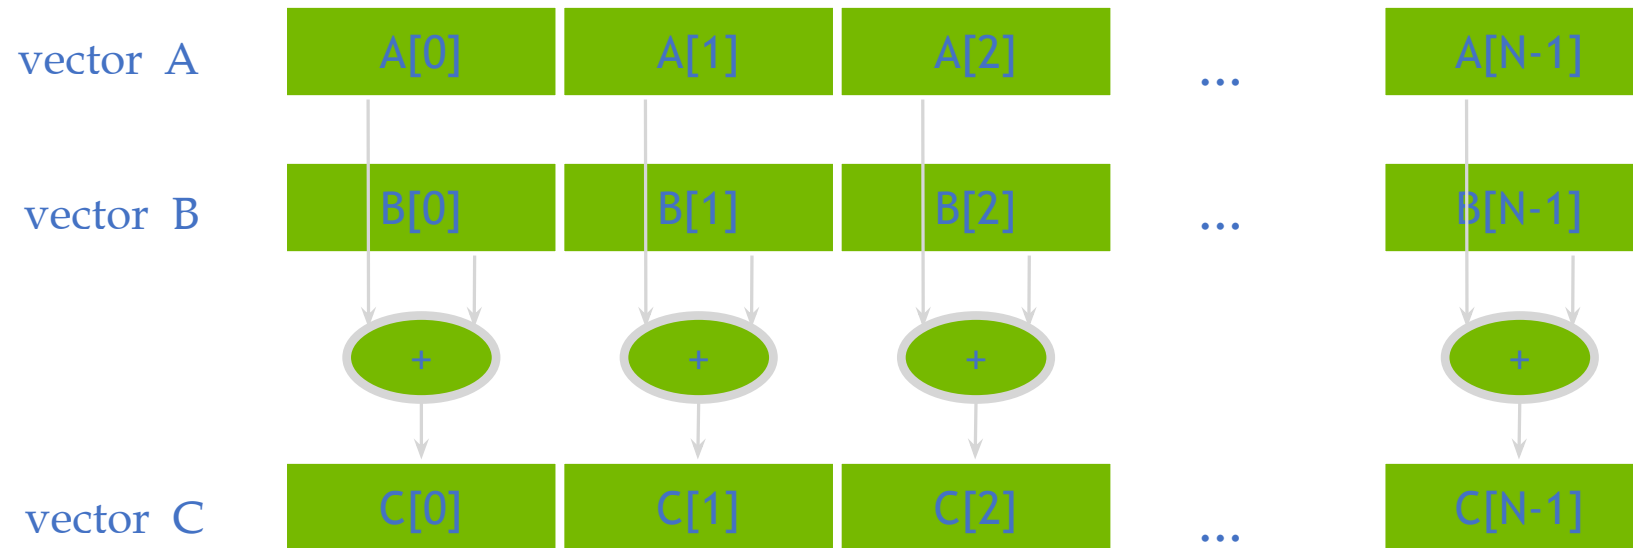 vector A A[0] A[1] A[2] ... A[N-1]
vector B B[0] B[1] B[2] ... B[N-1]
+ + + +
vector C C[0] C[1] C[2] ... C[N-1]